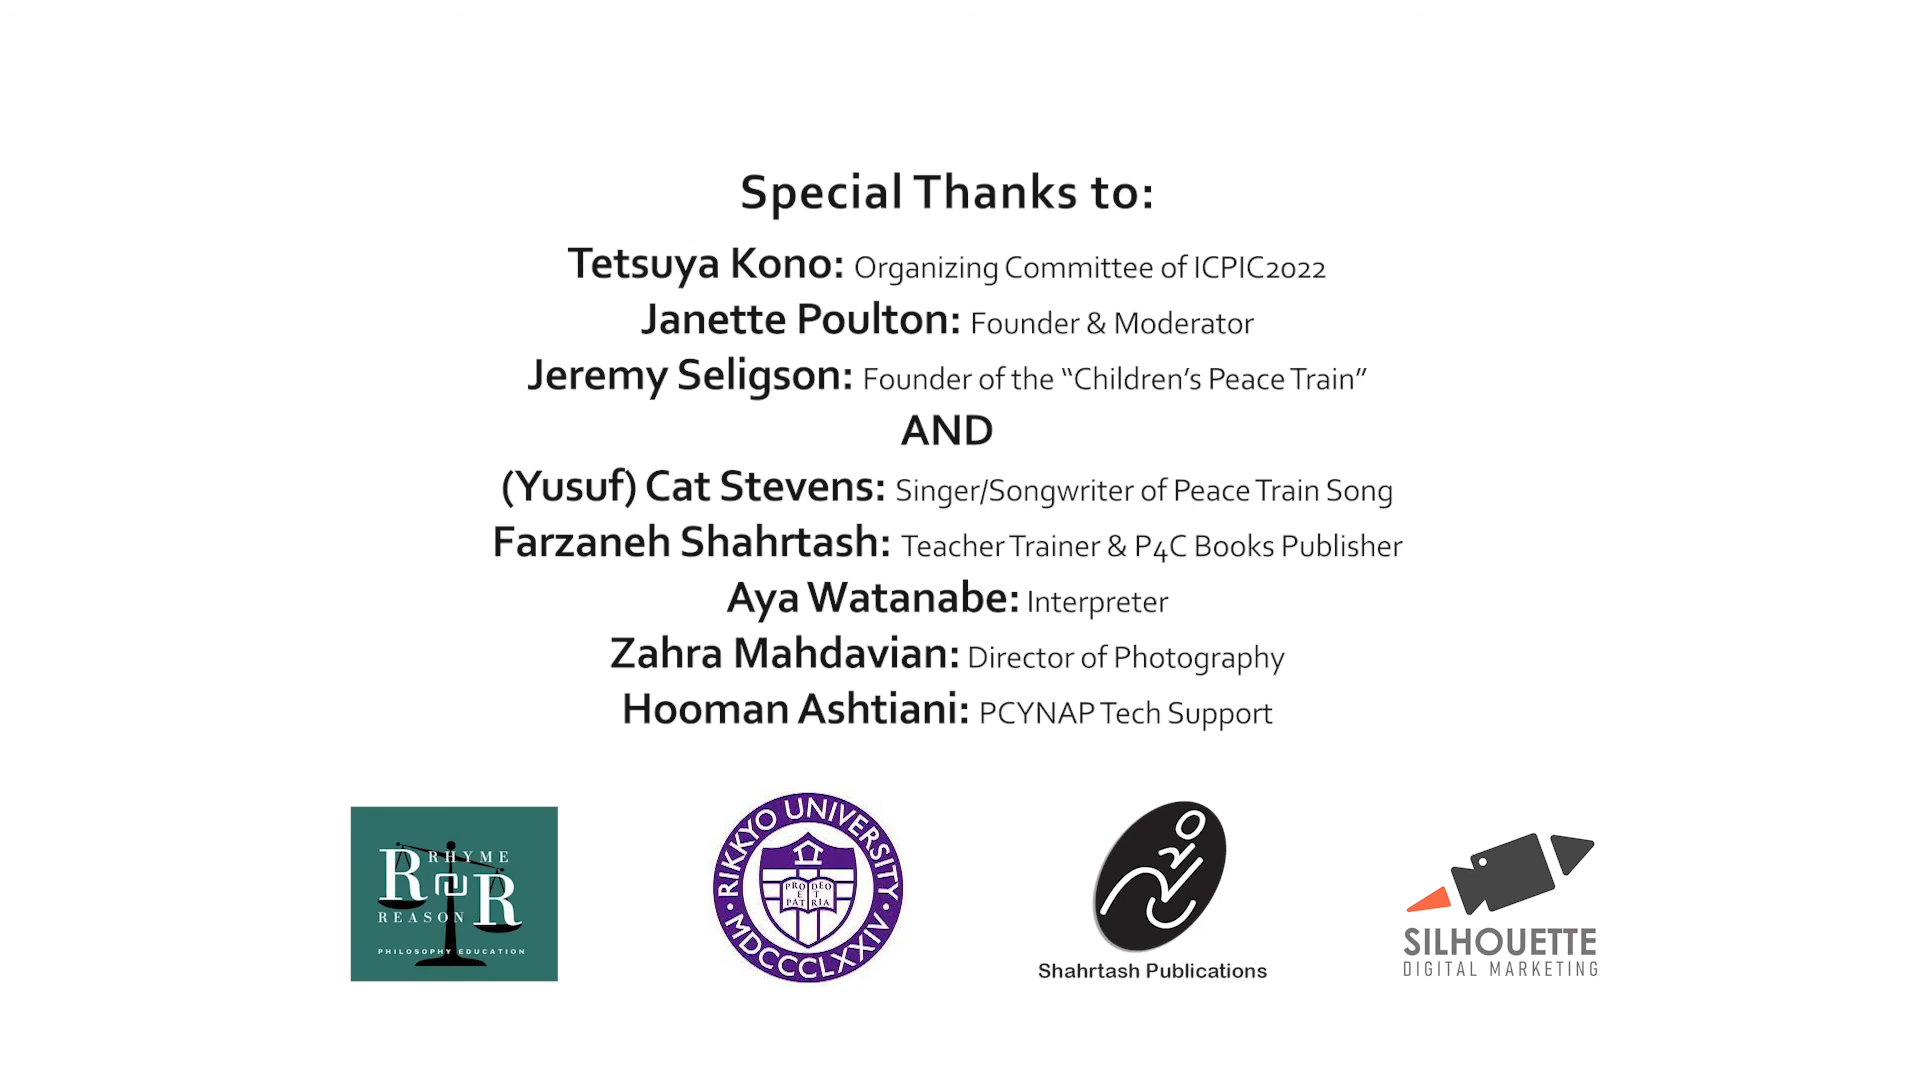 Special Thanks to:
Tetsuya Kono: Organizing Committee of ICPIC2022
Janette Poulton: Founder & Moderator
Jeremy Seligson: Founder of the “Children’s Peace Train”
AND
(Yusuf) Cat Stevens: Singer/Songwriter of Peace Train Song
Farzaneh Shahrtash: Teacher Trainer & P4C Books Publisher
Aya Watanabe: Interpreter
Zahra Mahdavian: Director of Photography
Hooman Ashtiani: PCYNAP Tech Support
R RHYME
R
REASON
PHILOSOPHY EDUCATION
RIKKYO UNIVERSITY
PRO DEO
ET
PATRIA
• MDCCCLXXIV •
Shahrtash Publications
SILHOUETTE
DIGITAL MARKETING